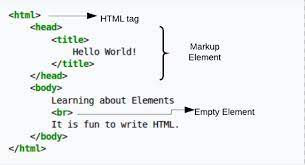 <html>
HTML tag
<head>
<title>
Hello World!
</title>
</head>
Markup
Element
<body>
Learning about Elements
<br>
Empty Element
It is fun to write HTML.
</body>
</html>